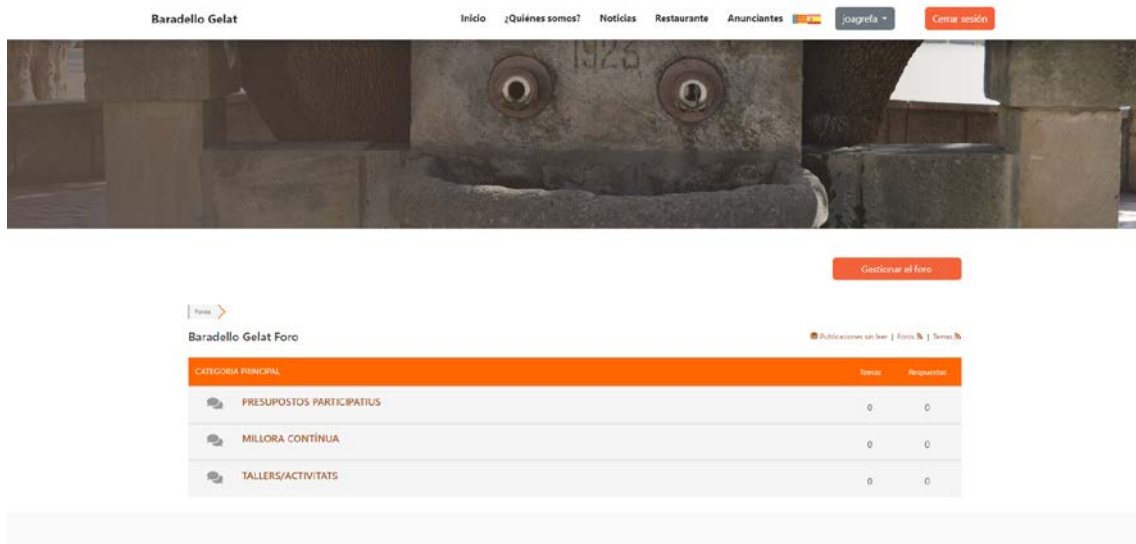 Baradello Gelat
Inicio ¿Quiénes somos? Noticias Restaurante Anunciantes joagrefa Cerrar sesión
1923
Gestionar el foro
Foros
Baradello Gelat Foro
Publicaciones sin leer | Foros | Temas
CATEGORIA PRINCIPAL Temas Respuestas
PRESUPOSTOS PARTICIPATIUS 0 0
MILLORA CONTÍNUA 0 0
TALLERS/ACTIVITATS 0 0